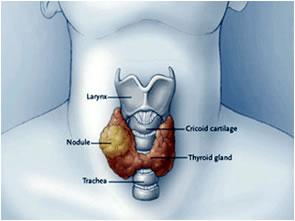 Larynx
Cricoid cartilage
Nodule
Thyroid gland
Trachea